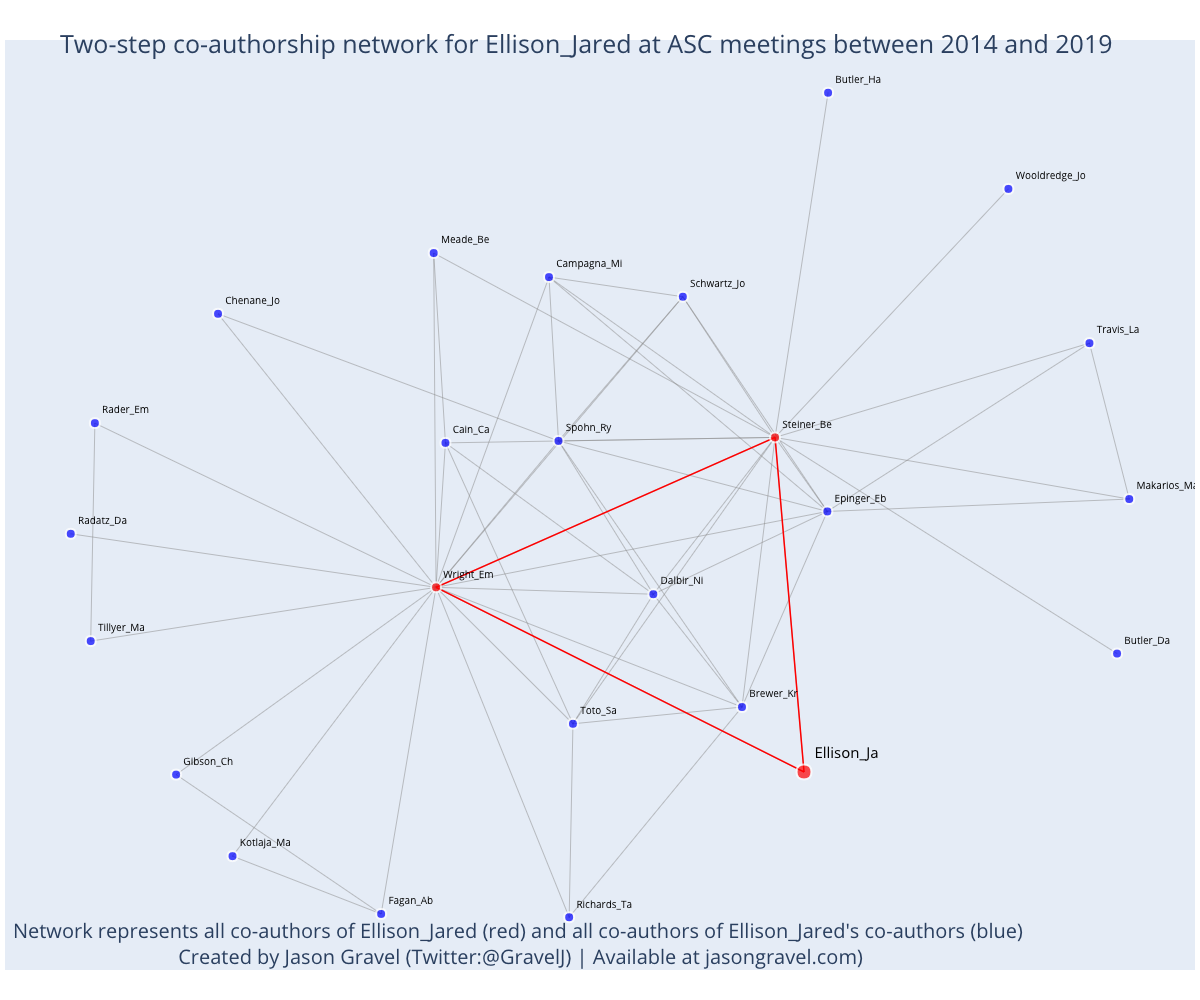 Two-step co-authorship network for Ellison_Jared at ASC meetings between 2014 and 2019
Butler_Ha
Wooldredge_Jo
Meade_Be
Campagna_Mi
Schwartz_Jo
Chenane_Jo
Travis_La
Rader_Em
Cain_Ca
Spohn_Ry
Steiner_Be
Makarios_Ma
Epinger_Eb
Radatz_Da
Wright_Em
Dalbir_Ni
Tillyer_Ma
Butler_Da
Brewer_Kr
Toto_Sa
Ellison_Ja
Gibson_Ch
Kotlaja_Ma
Fagan_Ab
Richards_Ta
Network represents all co-authors of Ellison_Jared (red) and all co-authors of Ellison_Jared's co-authors (blue)
Created by Jason Gravel (Twitter:@GravelJ) | Available at jasongravel.com)